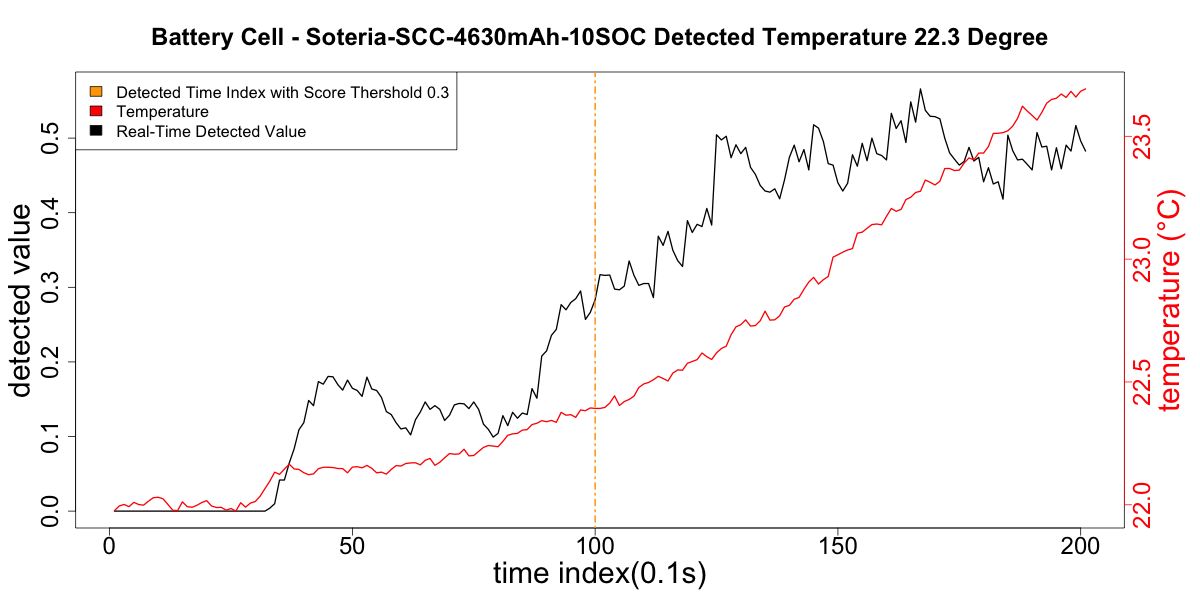 Battery Cell - Soteria-SCC-4630mAh-10SOC Detected Temperature 22.3 Degree
Detected Time Index with Score Thershold 0.3
Temperature
Real-Time Detected Value
detected value
0.0 0.1 0.2 0.3 0.4 0.5
temperature (°C)
22.0 22.5 23.0 23.5
0 50 100 150 200
time index(0.1s)